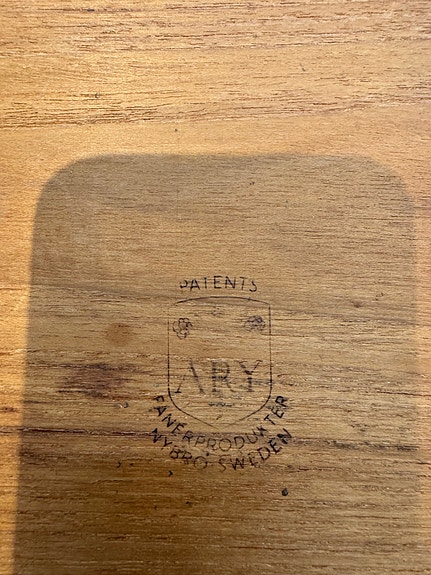 PATENTS
ARY
FANERPRODUKTER
NYBRO-SWEDEN